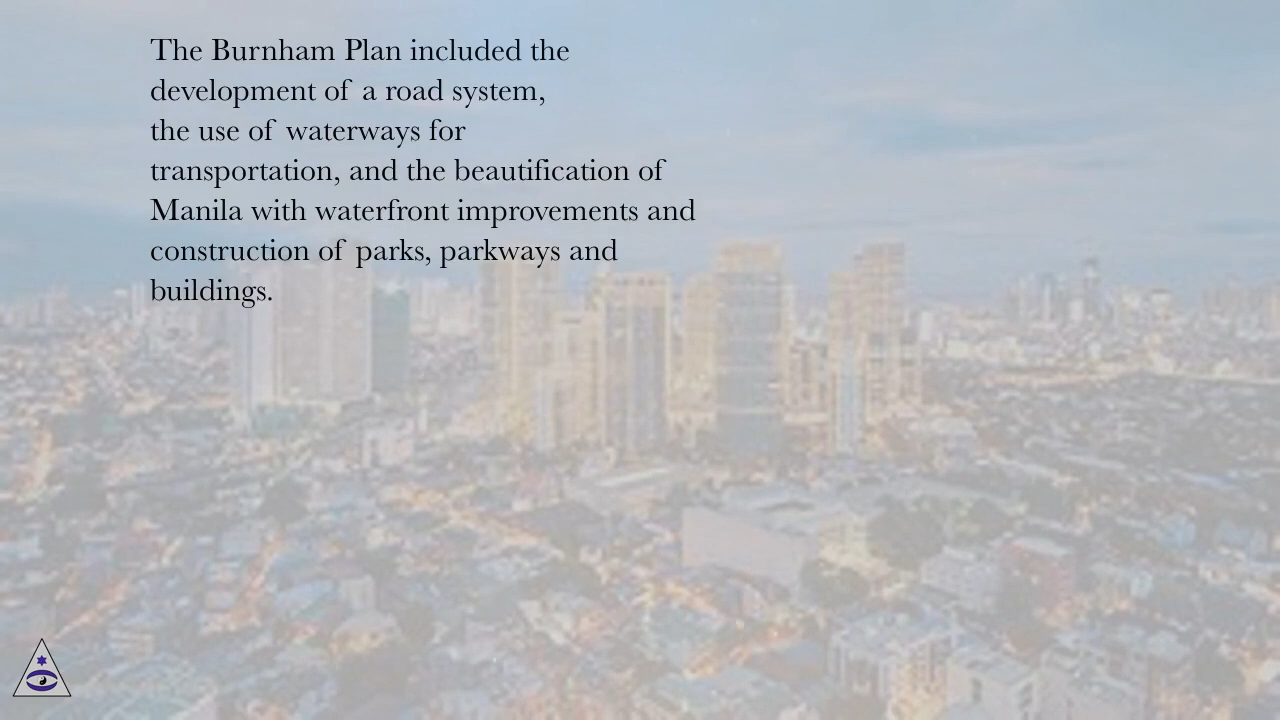 The Burnham Plan included the
development of a road system,
the use of waterways for
transportation, and the beautification of
Manila with waterfront improvements and
construction of parks, parkways and
buildings.